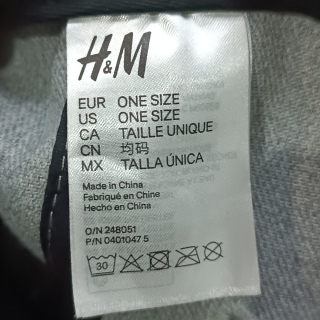 H&M
EUR ONE SIZE
US ONE SIZE
CA TAILLE UNIQUE
CN 均码
MX TALLA ÚNICA
Made in China
Fabriqué en Chine
Hecho en China
O/N 248051
P/N 0401047 5
30